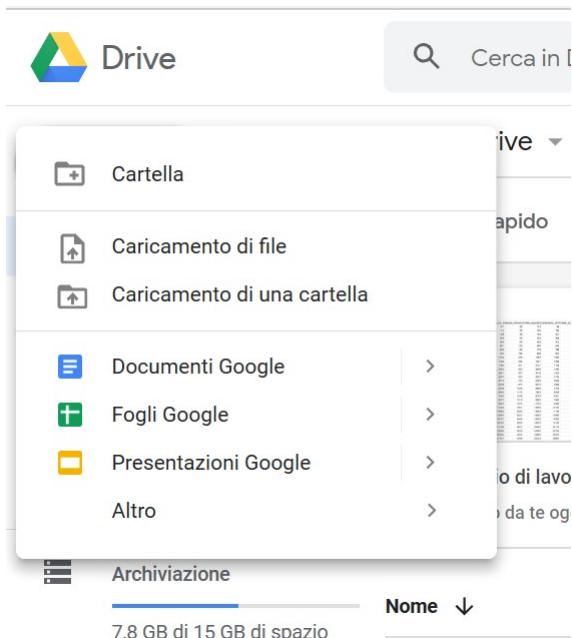 Drive
Cerca in
rive
Cartella
apido
Caricamento di file
Caricamento di una cartella
Documenti Google
Fogli Google
Presentazioni Google
io di lavo
Altro
o da te og
Archiviazione
Nome
7,8 GB di 15 GB di spazio